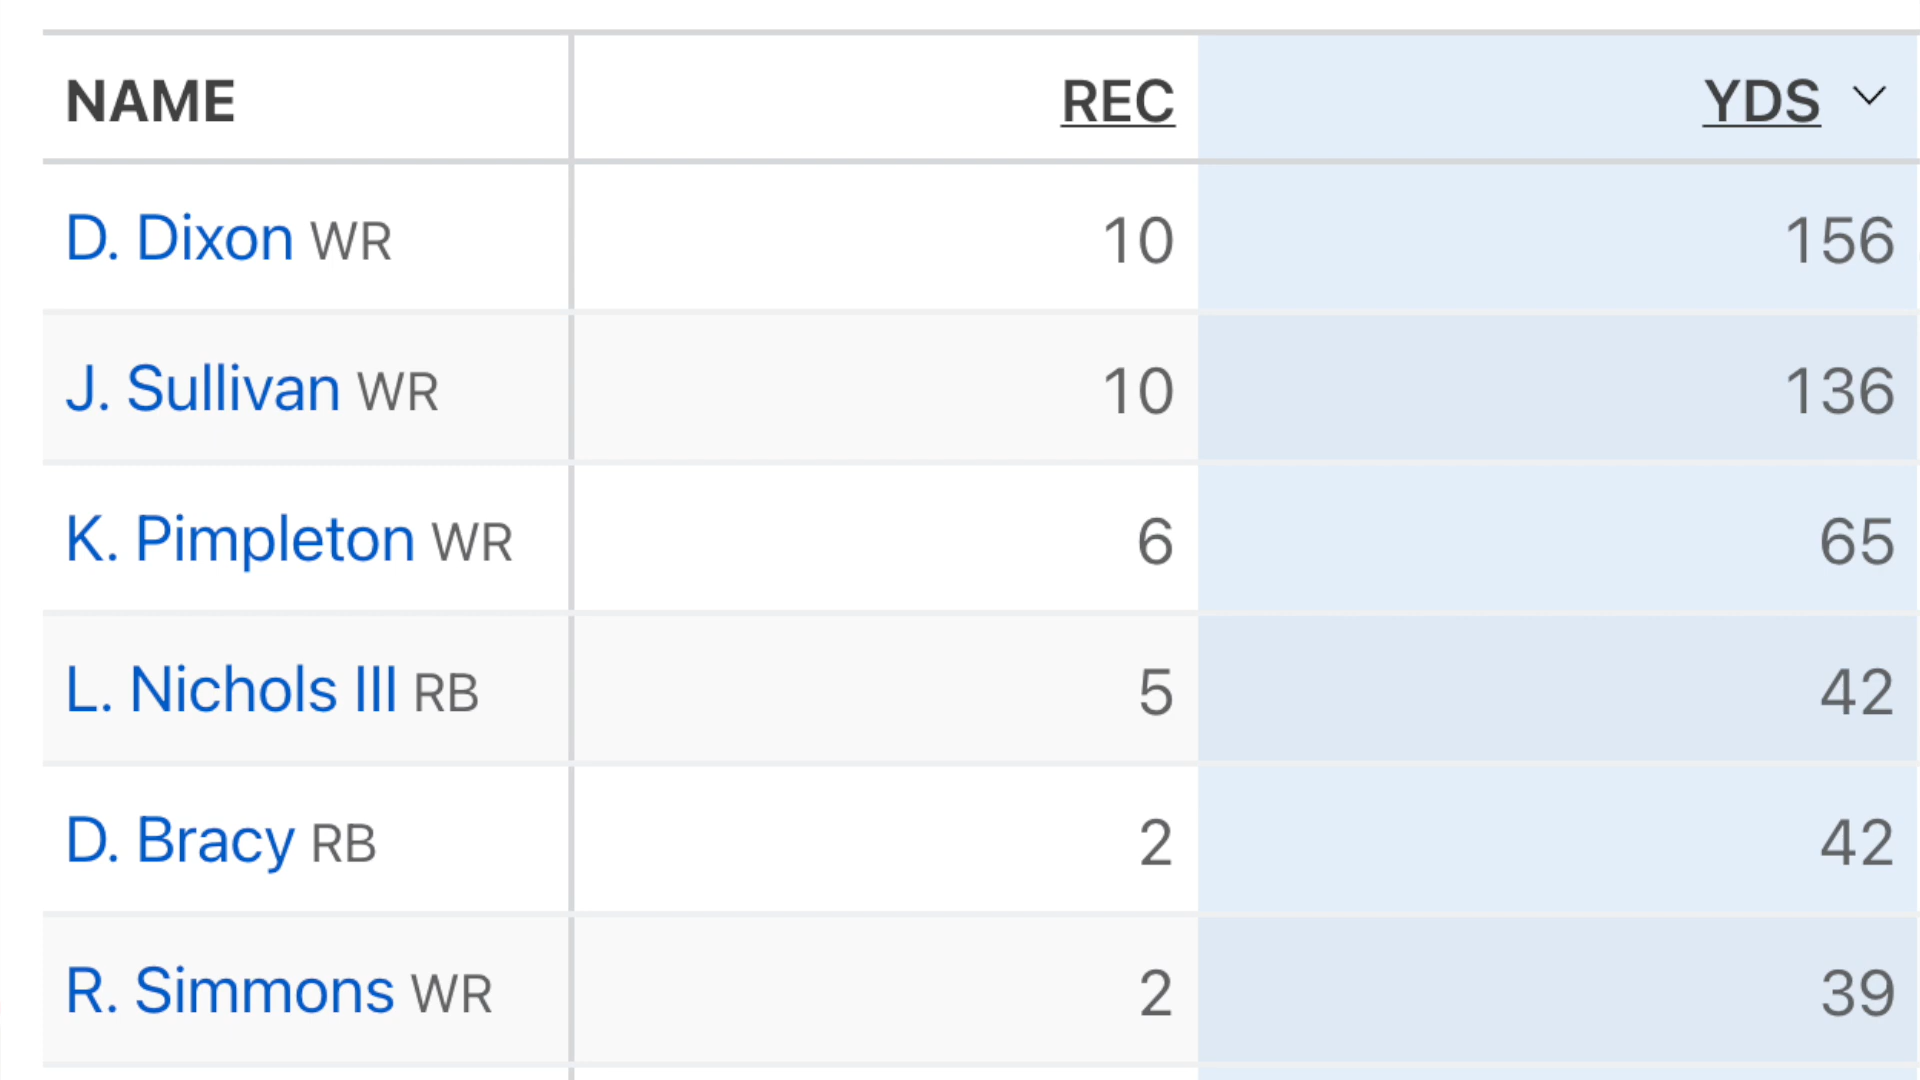 NAME REC YDS
D. Dixon WR 10 156
J. Sullivan WR 10 136
K. Pimpleton WR 6 65
L. Nichols III RB 5 42
D. Bracy RB 2 42
R. Simmons WR 2 39